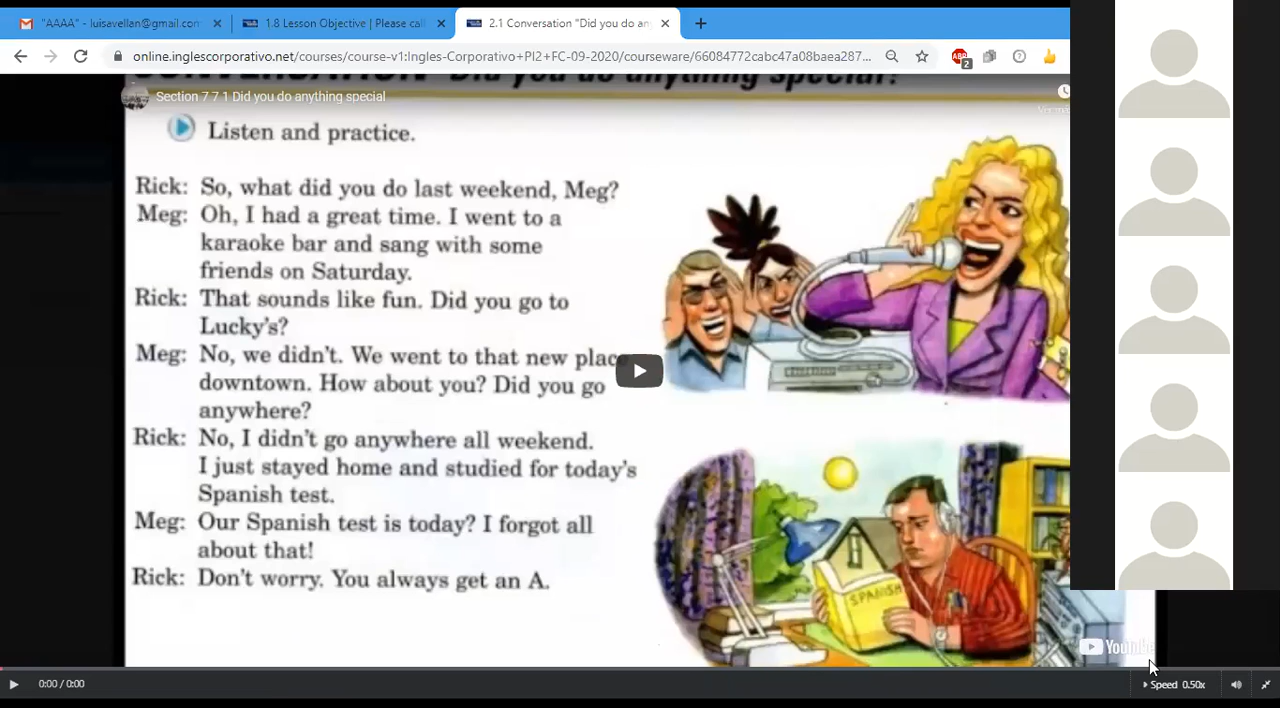 "AAAA" - luisavellan@gmail.com
1.8 Lesson Objective | Please call
2.1 Conversation "Did you do an
online.inglescorporativo.net/courses/course-v1:Ingles-Corporativo+PI2+FC-09-2020/courseware/66084772cabc47a08baea287...
ABP
2
Did you do anything special?
Section 7 7 1 Did you do anything special
Listen and practice.
Rick: So, what did you do last weekend, Meg?
Meg: Oh, I had a great time. I went to a
karaoke bar and sang with some
friends on Saturday.
Rick: That sounds like fun. Did you go to
Lucky's?
Meg: No, we didn't. We went to that new place
downtown. How about you? Did you go
anywhere?
Rick: No, I didn't go anywhere all weekend.
I just stayed home and studied for today's
Spanish test.
Meg: Our Spanish test is today? I forgot all
about that!
Rick: Don't worry. You always get an A.
SPANISH
YouTube
0:00 / 0:00
Speed 0.50x